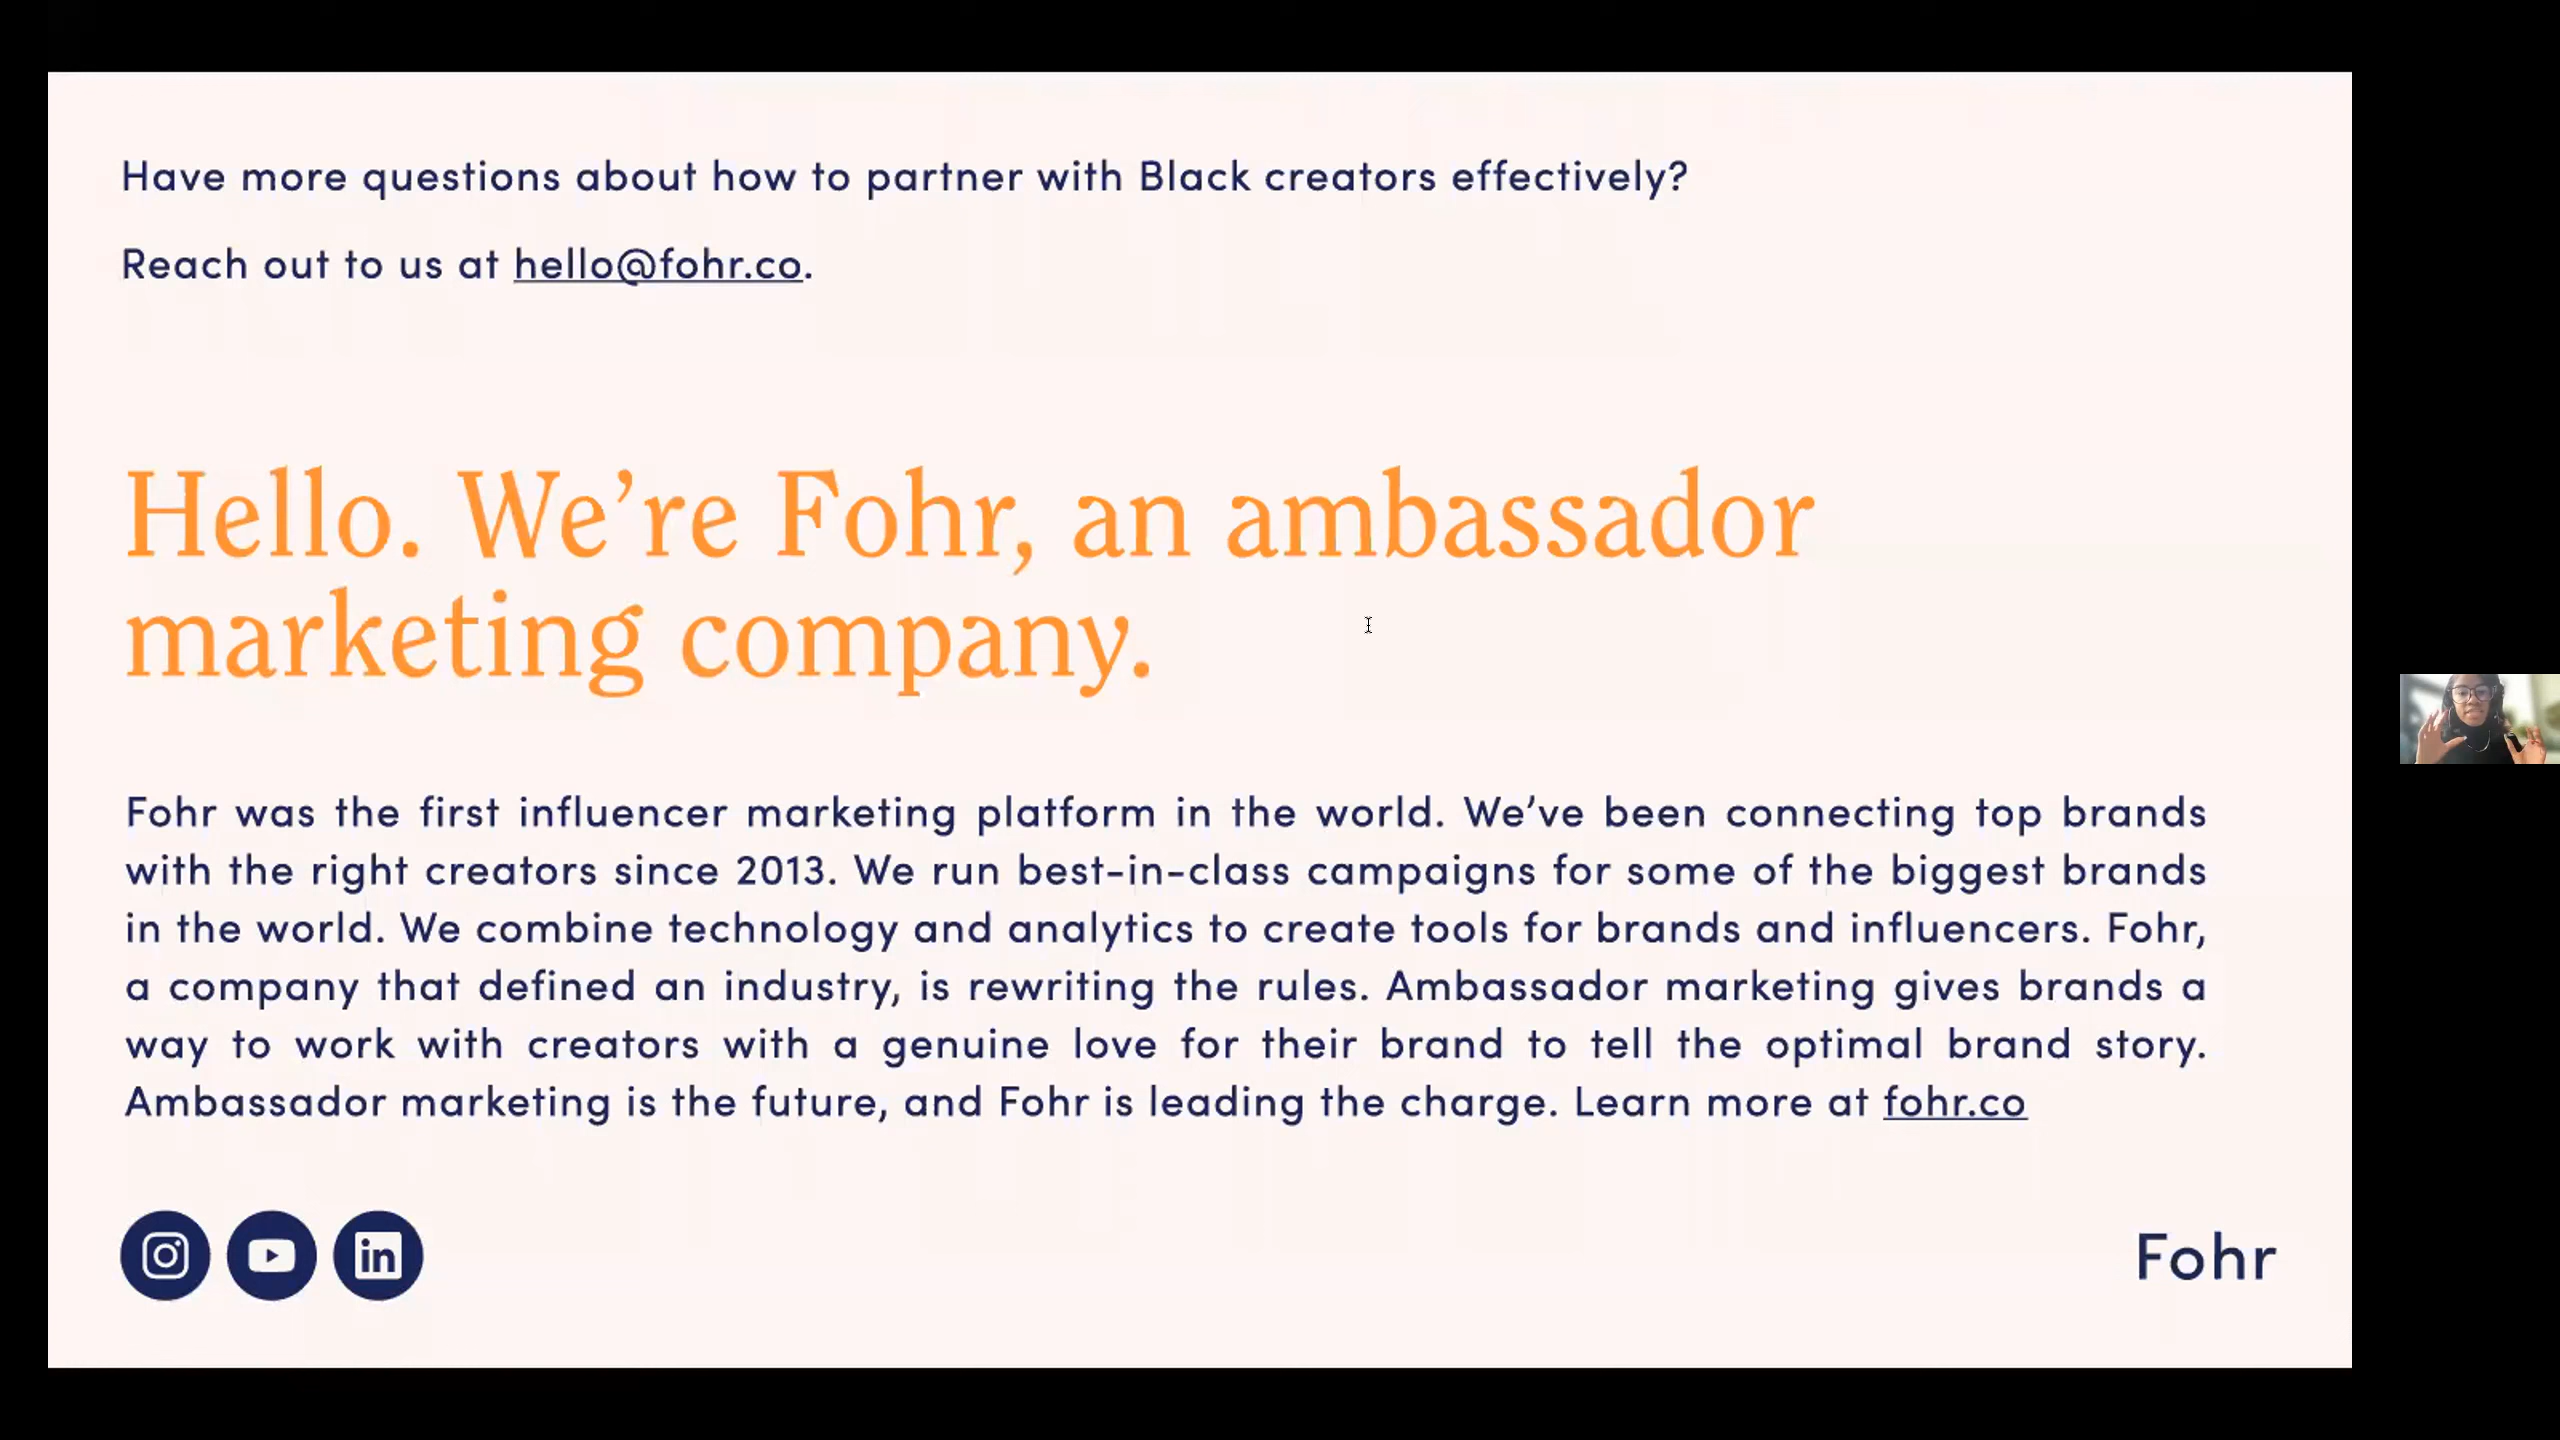 Have more questions about how to partner with Black creators effectively?
Reach out to us at hello@fohr.co.
Hello. We’re Fohr, an ambassador
marketing company.
Fohr was the first influencer marketing platform in the world. We’ve been connecting top brands
with the right creators since 2013. We run best-in-class campaigns for some of the biggest brands
in the world. We combine technology and analytics to create tools for brands and influencers. Fohr,
a company that defined an industry, is rewriting the rules. Ambassador marketing gives brands a
way to work with creators with a genuine love for their brand to tell the optimal brand story.
Ambassador marketing is the future, and Fohr is leading the charge. Learn more at fohr.co
in
Fohr